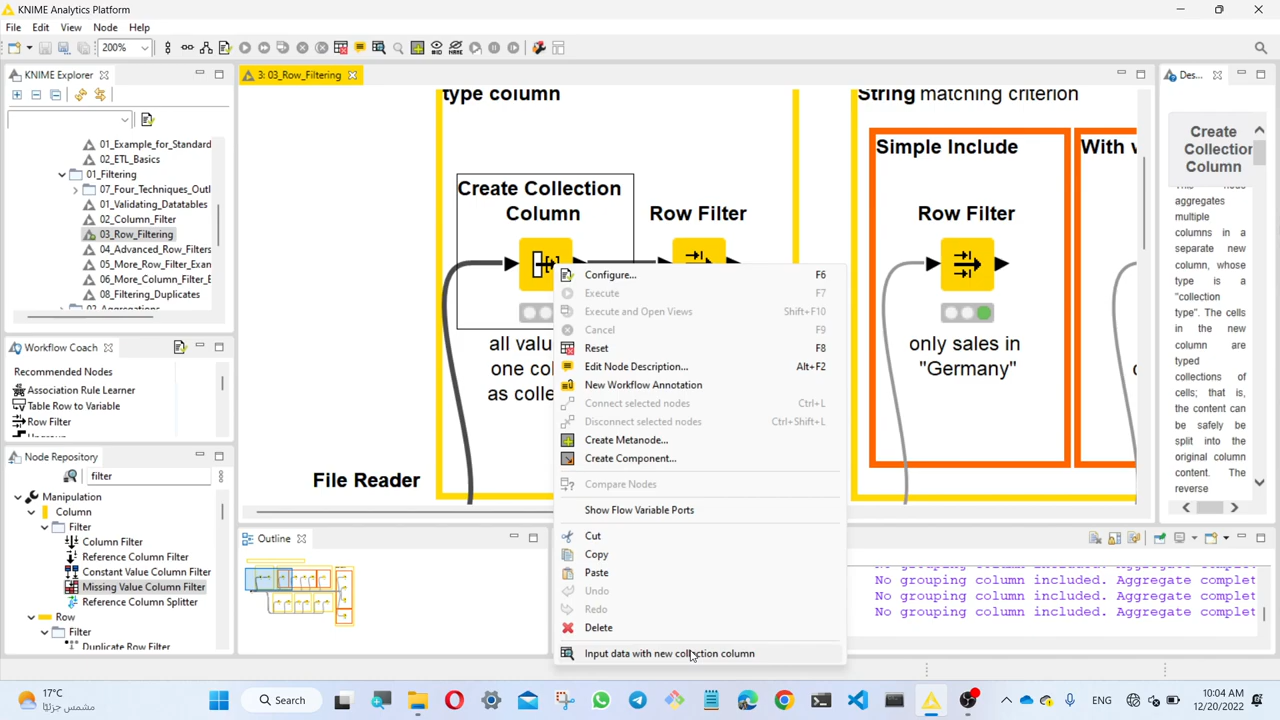 KNIME Analytics Platform
File Edit View Node Help
200%
KNIME Explorer
01_Example_for_Standard
02_ETL_Basics
01_Filtering
07_Four_Techniques_Outl
01_Validating_Datatables
02_Column_Filter
03_Row_Filtering
04_Advanced_Row_Filters
05_More_Row_Filter_Exan
06_More_Column_Filter_E
08_Filtering_Duplicates
Workflow Coach
Recommended Nodes
Association Rule Learner
Table Row to Variable
Row Filter
Node Repository
filter
Manipulation
Column
Filter
Column Filter
Reference Column Filter
Constant Value Column Filter
Missing Value Column Filter
Reference Column Splitter
Row
Filter
Duplicate Row Filter
3: 03_Row_Filtering
type column
Create Collection
Column
Row Filter
all valu
one col
as colle
File Reader
String matching criterion
Simple Include
With v
Row Filter
only sales in
"Germany"
Configure... F6
Execute F7
Execute and Open Views Shift+F10
Cancel F9
Reset F8
Edit Node Description... Alt+F2
New Workflow Annotation
Connect selected nodes Ctrl+L
Disconnect selected nodes Ctrl+Shift+L
Create Metanode...
Create Component...
Compare Nodes
Show Flow Variable Ports
Cut
Copy
Paste
Undo
Redo
Delete
Input data with new collection column
Outline
No grouping column included. Aggregate complet
No grouping column included. Aggregate complet
No grouping column included. Aggregate complet
No grouping column included. Aggregate complet
Des...
Create
Collection
Column
This node
aggregates
multiple
columns in a
separate new
column, whose
type is a
"collection
type". The cells
in the new
column are
typed
collections of
cells; that is,
the content can
be safely be
split into the
original column
content. The
reverse
17°C
مشمس جزئيًا
Search
ENG
10:04 AM
12/20/2022